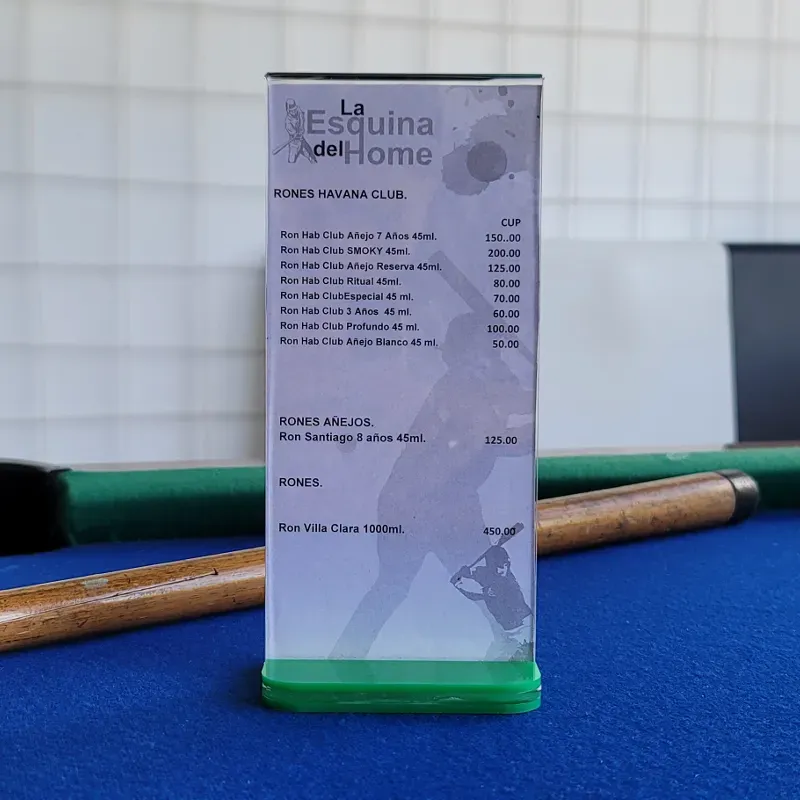 La
Esquina
del Home
RONES HAVANA CLUB.
CUP
Ron Hab Club Añejo 7 Años 45ml. 150..00
Ron Hab Club SMOKY 45ml. 200.00
Ron Hab Club Añejo Reserva 45ml. 125.00
Ron Hab Club Ritual 45ml. 80.00
Ron Hab ClubEspecial 45 ml. 70.00
Ron Hab Club 3 Años 45 ml. 60.00
Ron Hab Club Profundo 45 ml. 100.00
Ron Hab Club Añejo Blanco 45 ml. 50.00
RONES AÑEJOS.
Ron Santiago 8 años 45ml. 125.00
RONES.
Ron Villa Clara 1000ml. 450.00